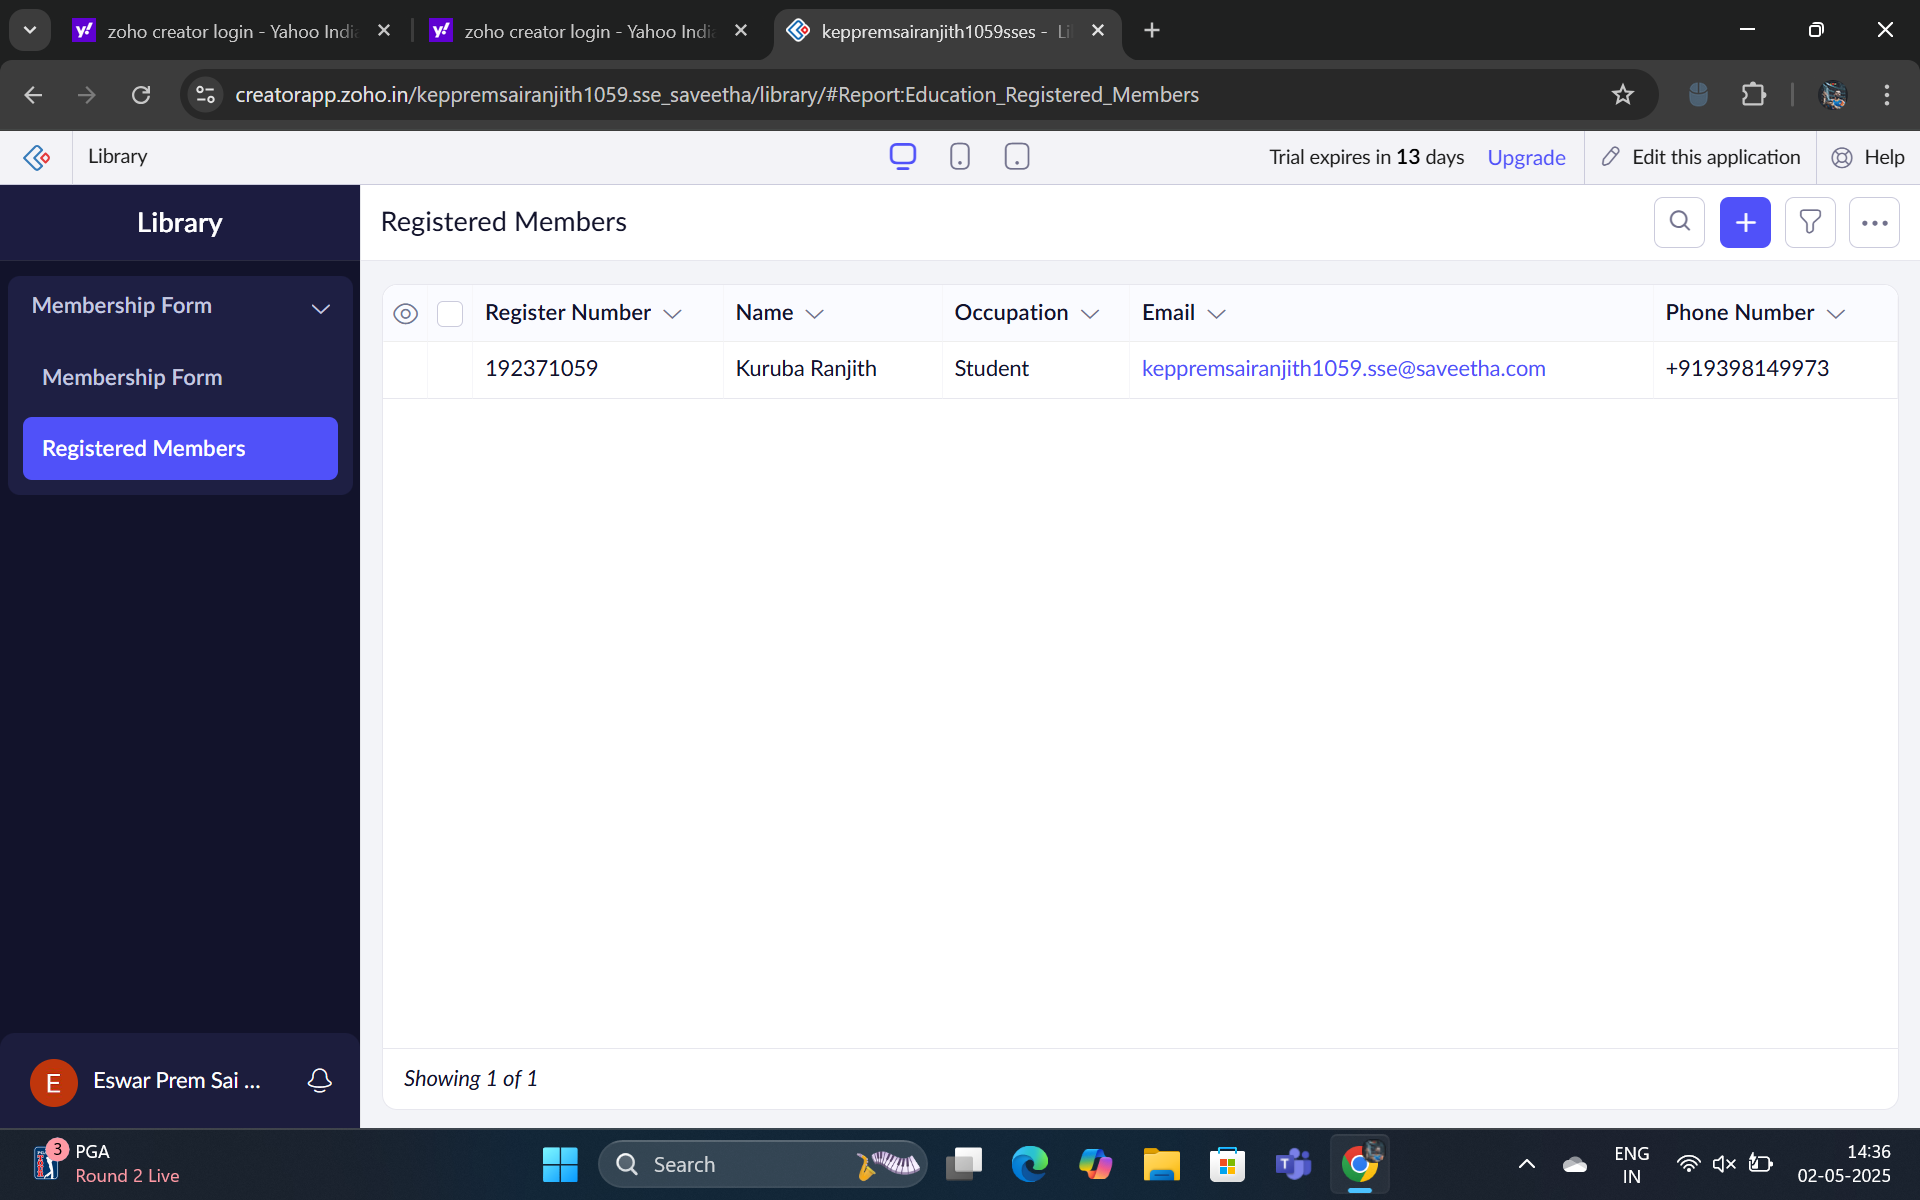 zoho creator login - Yahoo Indi
zoho creator login - Yahoo Indi
keppremsairanjith1059sses - Li
creatorapp.zoho.in/keppremsairanjith1059.sse_saveetha/library/#Report:Education_Registered_Members
Library
Trial expires in 13 days
Upgrade
Edit this application
Help
Library
Registered Members
Membership Form
Membership Form
Registered Members
Register Number
Name
Occupation
Email
Phone Number
192371059
Kuruba Ranjith
Student
keppremsairanjith1059.sse@saveetha.com
+919398149973
Showing 1 of 1
E
Eswar Prem Sai ...
3
PGA
Round 2 Live
Search
ENG
IN
14:36
02-05-2025